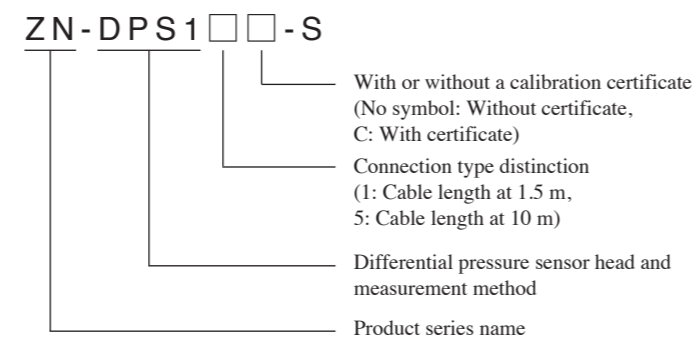 ZN-DPS1□□-S
With or without a calibration certificate
(No symbol: Without certificate,
C: With certificate)
Connection type distinction
(1: Cable length at 1.5 m,
5: Cable length at 10 m)
Differential pressure sensor head and
measurement method
Product series name